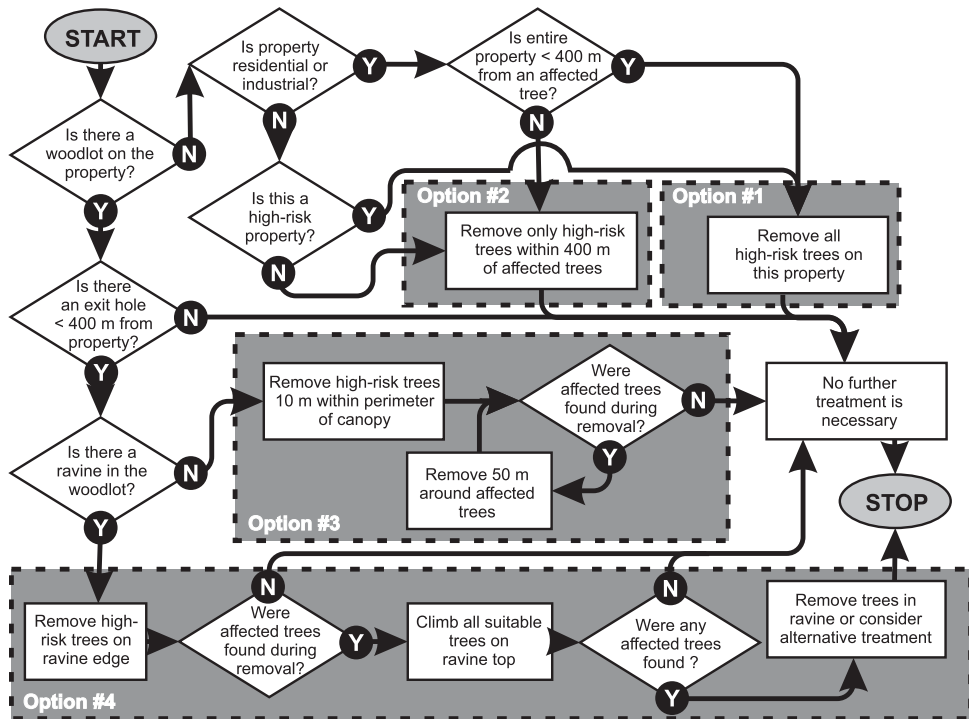 START
Is there a
woodlot on the
property?
N
Y
Is property
residential or
industrial?
Y
N
Is entire
property < 400 m
from an affected
tree?
Y
N
Is this a
high-risk
property?
Y
N
Option #2
Remove only high-risk
trees within 400 m
of affected trees
Option #1
Remove all
high-risk trees on
this property
Is there
an exit hole
< 400 m from
property?
N
Y
Is there a
ravine in the
woodlot?
N
Y
Remove high-risk trees
10 m within perimeter
of canopy
Were
affected trees
found during
removal?
N
Y
Remove 50 m
around affected
trees
Option #3
No further
treatment is
necessary
STOP
Remove high-
risk trees on
ravine edge
N
Were
affected trees
found during
removal?
Y
Climb all suitable
trees on
ravine top
N
Were any
affected trees
found ?
Y
Remove trees in
ravine or consider
alternative treatment
Option #4